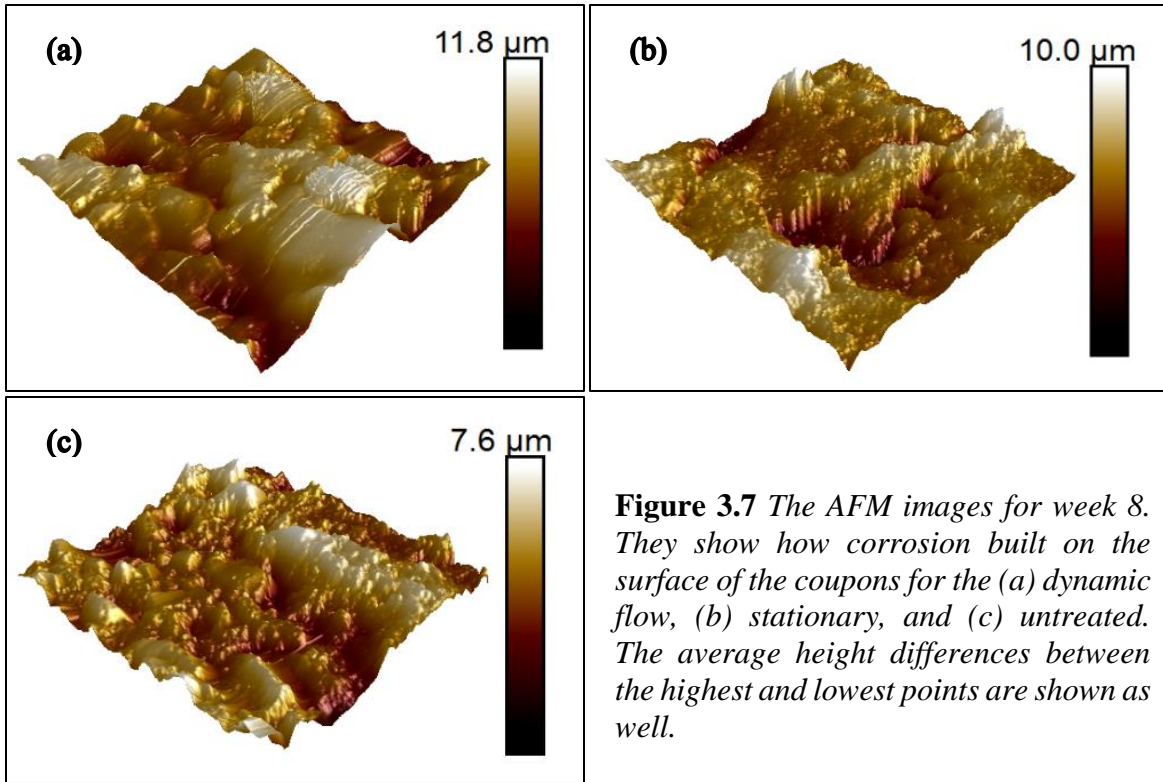 (a)
11.8 µm
(b)
10.0 µm
(c)
7.6 µm
Figure 3.7 The AFM images for week 8.
They show how corrosion built on the
surface of the coupons for the (a) dynamic
flow, (b) stationary, and (c) untreated.
The average height differences between
the highest and lowest points are shown as
well.